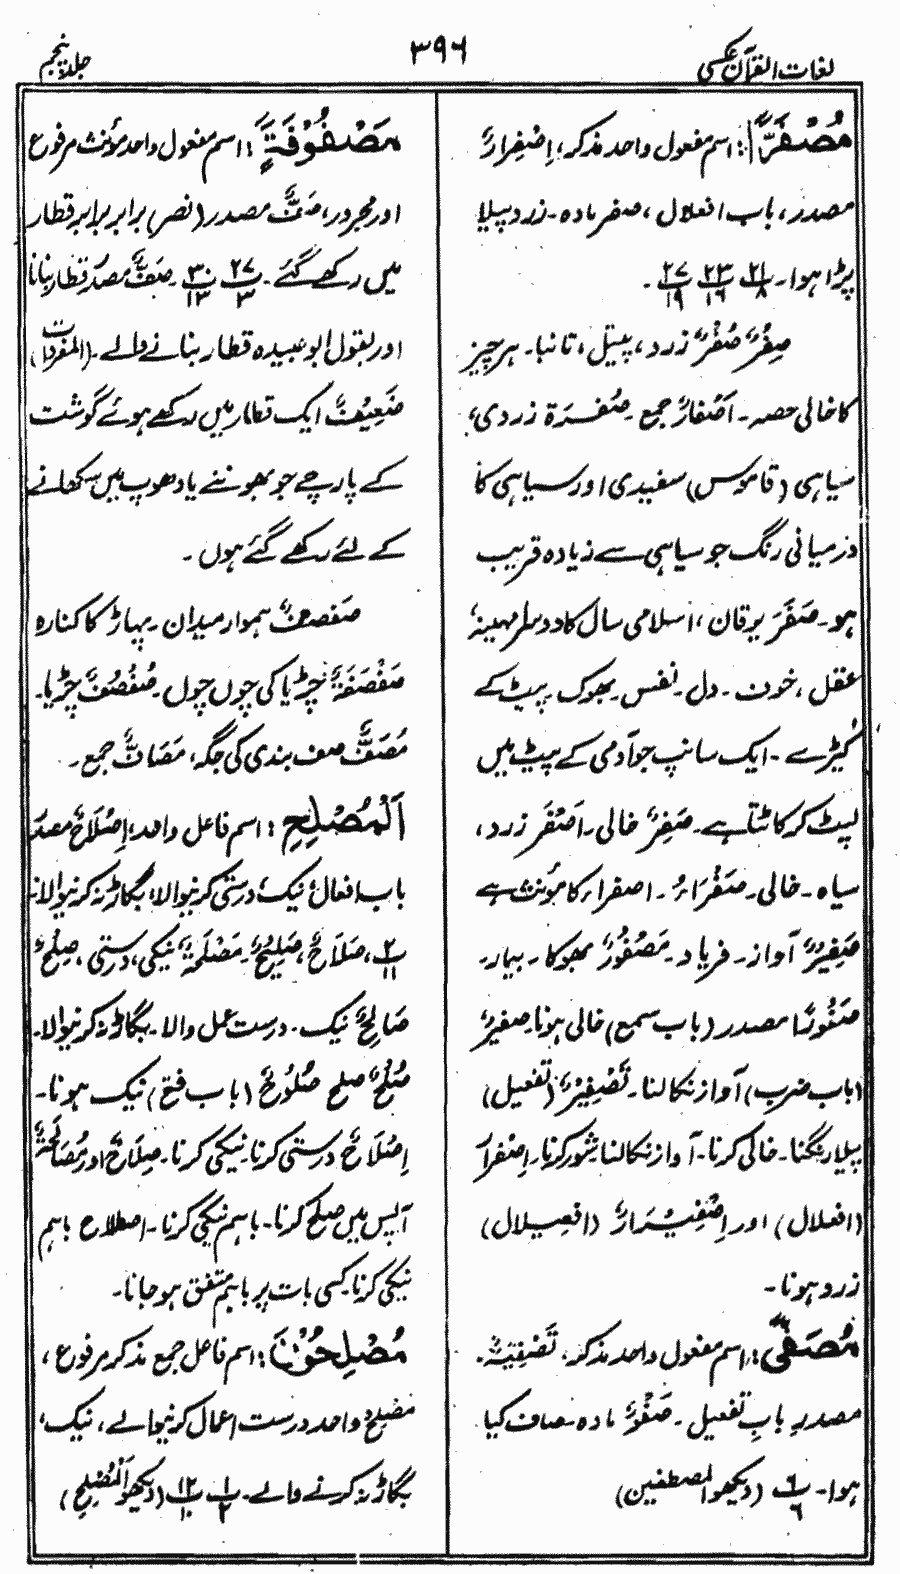 لغات القرآن عکسی
۳۹۶
جلد پنجم
مُصْفَرًّا: اسم مفعول واحد مذکر، اِصْفِرَارٌ
مصدر، باب افعلال، صفر مادہ۔ زرد پیلا
پڑا ہوا۔ پ ۲۱/۸ پ ۲۳/۱۶ پ ۲۷/۱۹۔
صِفْرٌ صُفْرٌ زرد، پیتل، تانبا۔ ہر چیز
کا خالی حصہ۔ اَصْفَارٌ جمع۔ صُفْرَۃ زردی،
سیاہی (قاموس) سفیدی اور سیاہی کا
درمیانی رنگ جو سیاہی سے زیادہ قریب
ہو۔ صَفَرَ یرقان، اسلامی سال کا دوسرا مہینہ
عقل، خون۔ دل۔ نفس۔ بھوک۔ پیٹ کے
کیڑے۔ ایک سانپ جو آدمی کے پیٹ میں
لپٹ کر کاٹتا ہے۔ صَفِرٌ خالی۔ اَصْفَر زرد،
سیاہ۔ خالی۔ صَفْرَاءُ۔ اصفراء کا مؤنث ہے
صَفِیْرٌ آواز۔ فریاد۔ مَصْفُوْرٌ بھوکا۔ بیمار۔
صَفُورًا مصدر (باب سمع) خالی ہونا۔ صفیرٌ
(باب ضرب) آواز نکالنا۔ تَصْفِیْرٌ (تفعیل)
پیلا رنگنا۔ خالی کرنا۔ آواز نکالنا۔ شور کرنا۔ اِصْفِرَارٌ
(افعلال) اور اِصْفِیْرَارٌ (افعیلال)
زرد ہونا۔
مُصَفًّی: اسم مفعول واحد مذکر، تَصْفِیَۃٌ
مصدر باب تفعیل۔ صَفْوٌ مادہ۔ صاف کیا
ہوا۔ پ ۶/۶ (دیکھو المصطفین)
مَصْفُوْفَۃٍ: اسم مفعول واحد مؤنث مرفوع
اور مجرور، صَفٌّ مصدر (نصر) برابر برابر قطار
میں رکھے گئے۔ پ ۲۷/۳ پ ۳۰/۱۳۔ صَفٌّ مصدر قطار بنانا
اور بقول ابو عبیدہ قطار بنانے والے۔ (المفردات)
صَفِیْفٌ ایک قطار میں رکھے ہوئے گوشت
کے پارچے جو بھوننے یا دھوپ میں سکھانے
کے لئے رکھے گئے ہوں۔
صَفْصَفٌ ہموار میدان۔ پہاڑ کا کنارہ
صَفْصَفَۃٌ چڑیا کی چوں چوں۔ صُفْصُفٌ چڑیا۔
مَصَفٌّ صف بندی کی جگہ، مَصَافٌّ جمع۔
اَلْمُصْلِحِ: اسم فاعل واحد، اِصْلَاحٌ مصدر
باب افعال نیک، درستی کرنیوالا، بگاڑ نہ کرنیوالا،
پ ۲/۱۱، صَلَاحٌ، صَلِیْحٌ۔ مَصْلَحَۃٌ نیکی، درستی، صِلْحٌ
صَالِحٌ نیک۔ درست عمل والا۔ بگاڑ نہ کرنیوالا۔
صُلْحٌ صلح صُلُوْحٌ (باب فتح) نیک ہونا۔
اِصْلَاحٌ درستی کرنا۔ نیکی کرنا۔ صِلَاحٌ اور مُصَالَحَۃٌ
آپس میں صلح کرنا۔ باہم نیکی کرنا۔ اصطلاح باہم
نیکی کرنا۔ کسی بات پر باہم متفق ہو جانا۔
مُصْلِحُوْنَ: اسم فاعل جمع مذکر مرفوع،
مصلحٌ واحد درست اعمال کرنیوالے، نیک،
بگاڑ نہ کرنے والے۔ پ ۱/۲ پ ۱۲/۱۰ (دیکھو اَلْمُصْلِحِ)